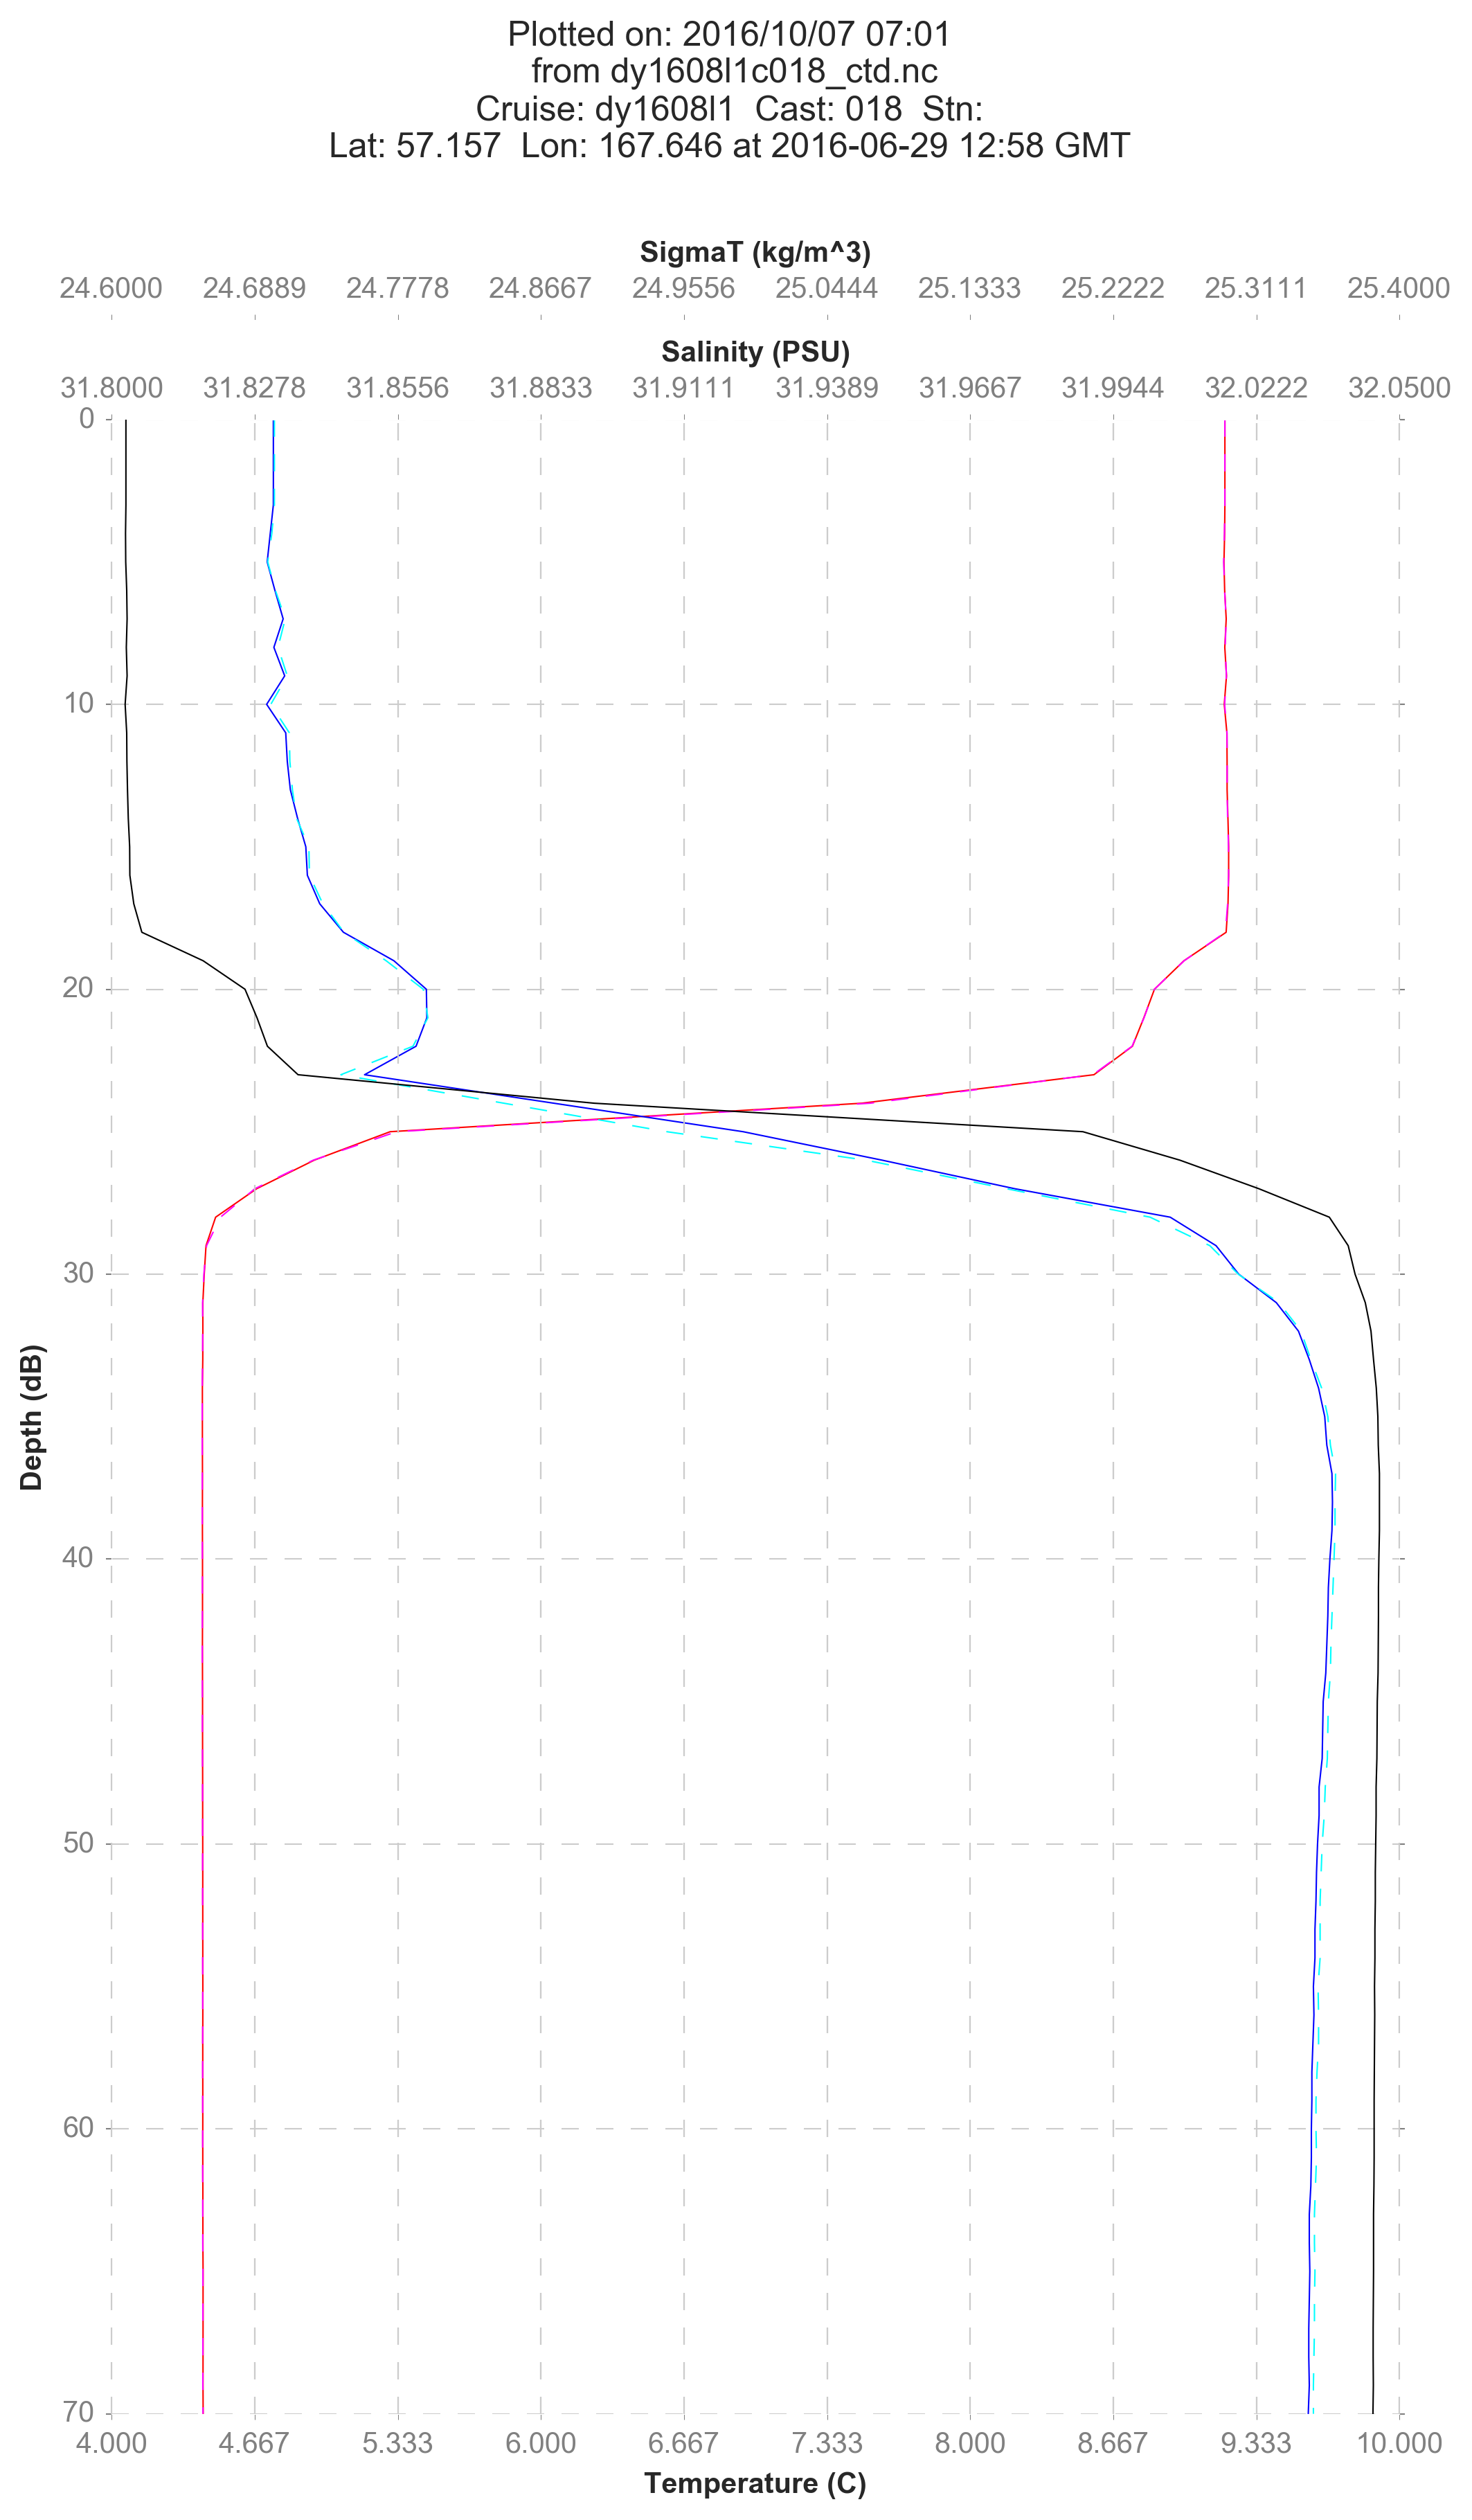 Plotted on: 2016/10/07 07:01
from dy1608l1c018_ctd.nc
Cruise: dy1608l1  Cast: 018  Stn:
Lat: 57.157  Lon: 167.646 at 2016-06-29 12:58 GMT
SigmaT (kg/m^3)
24.6000 24.6889 24.7778 24.8667 24.9556 25.0444 25.1333 25.2222 25.3111 25.4000
Salinity (PSU)
31.8000 31.8278 31.8556 31.8833 31.9111 31.9389 31.9667 31.9944 32.0222 32.0500
0
10
20
30
Depth (dB)
40
50
60
70
4.000 4.667 5.333 6.000 6.667 7.333 8.000 8.667 9.333 10.000
Temperature (C)